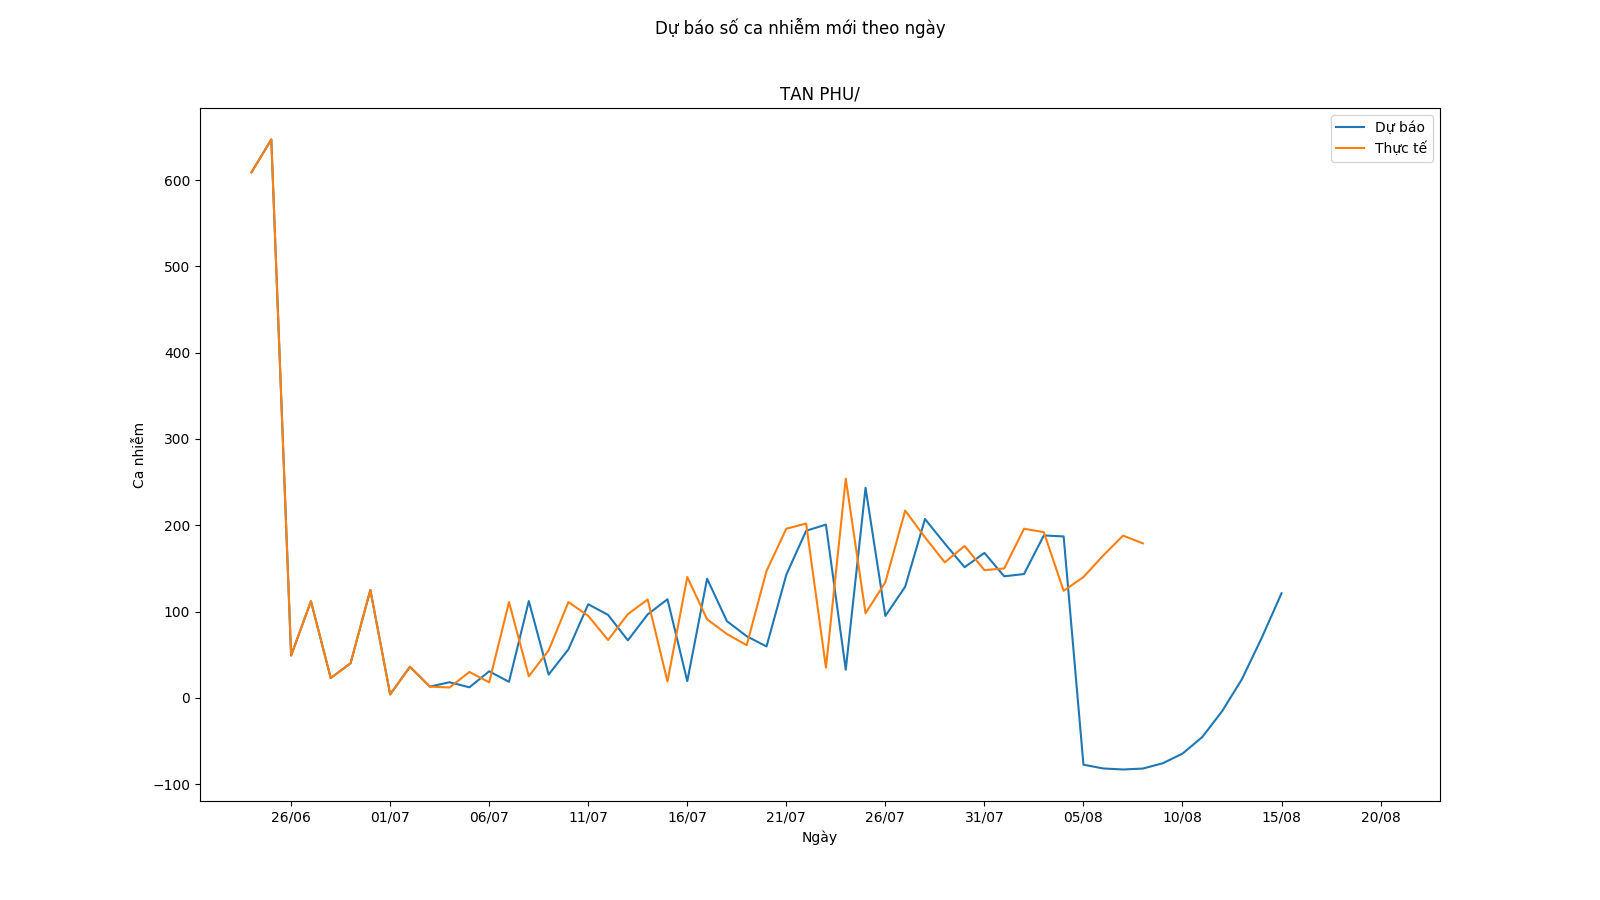 Dự báo số ca nhiễm mới theo ngày
TAN PHU/
Dự báo
Thực tế
600
500
400
300
200
100
0
−100
Ca nhiễm
26/06 01/07 06/07 11/07 16/07 21/07 26/07 31/07 05/08 10/08 15/08 20/08
Ngày